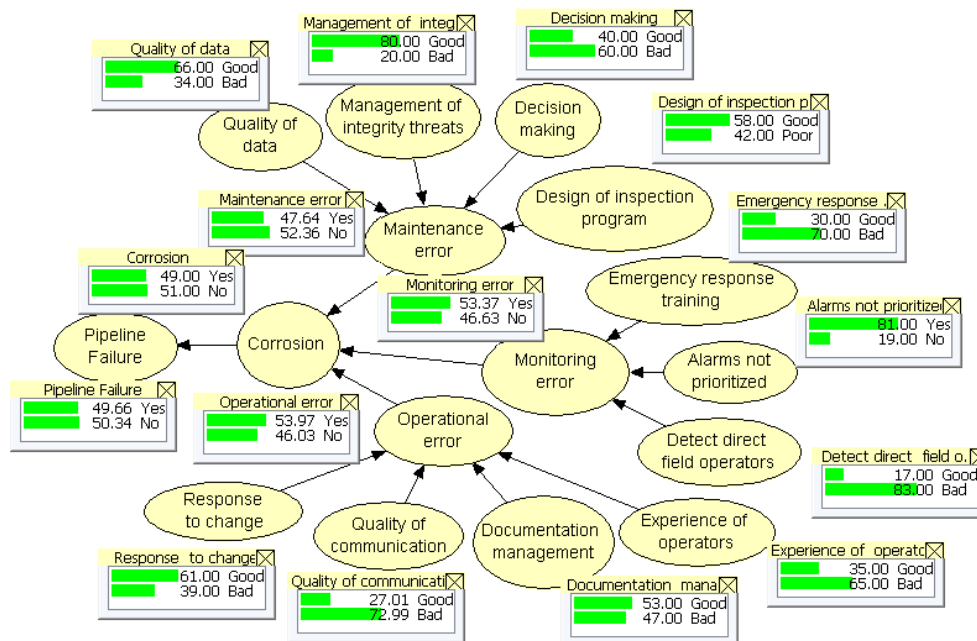 Management of integ
80.00 Good
20.00 Bad
Decision making
40.00 Good
60.00 Bad
Quality of data
66.00 Good
34.00 Bad
Design of inspection p
58.00 Good
42.00 Poor
Quality of
data
Management of
integrity threats
Decision
making
Design of inspection
program
Maintenance error
47.64 Yes
52.36 No
Maintenance
error
Emergency response .
30.00 Good
70.00 Bad
Corrosion
49.00 Yes
51.00 No
Monitoring error
53.37 Yes
46.63 No
Emergency response
training
Alarms not prioritize
81.00 Yes
19.00 No
Pipeline
Failure
Corrosion
Monitoring
error
Alarms not
prioritized
Pipeline Failure
49.66 Yes
50.34 No
Operational error
53.97 Yes
46.03 No
Operational
error
Detect direct
field operators
Detect direct field o..
17.00 Good
83.00 Bad
Response
to change
Quality of
communication
Documentation
management
Experience of
operators
Response to change
61.00 Good
39.00 Bad
Quality of communicati
27.01 Good
72.99 Bad
Documentation mana
53.00 Good
47.00 Bad
Experience of operato
35.00 Good
65.00 Bad